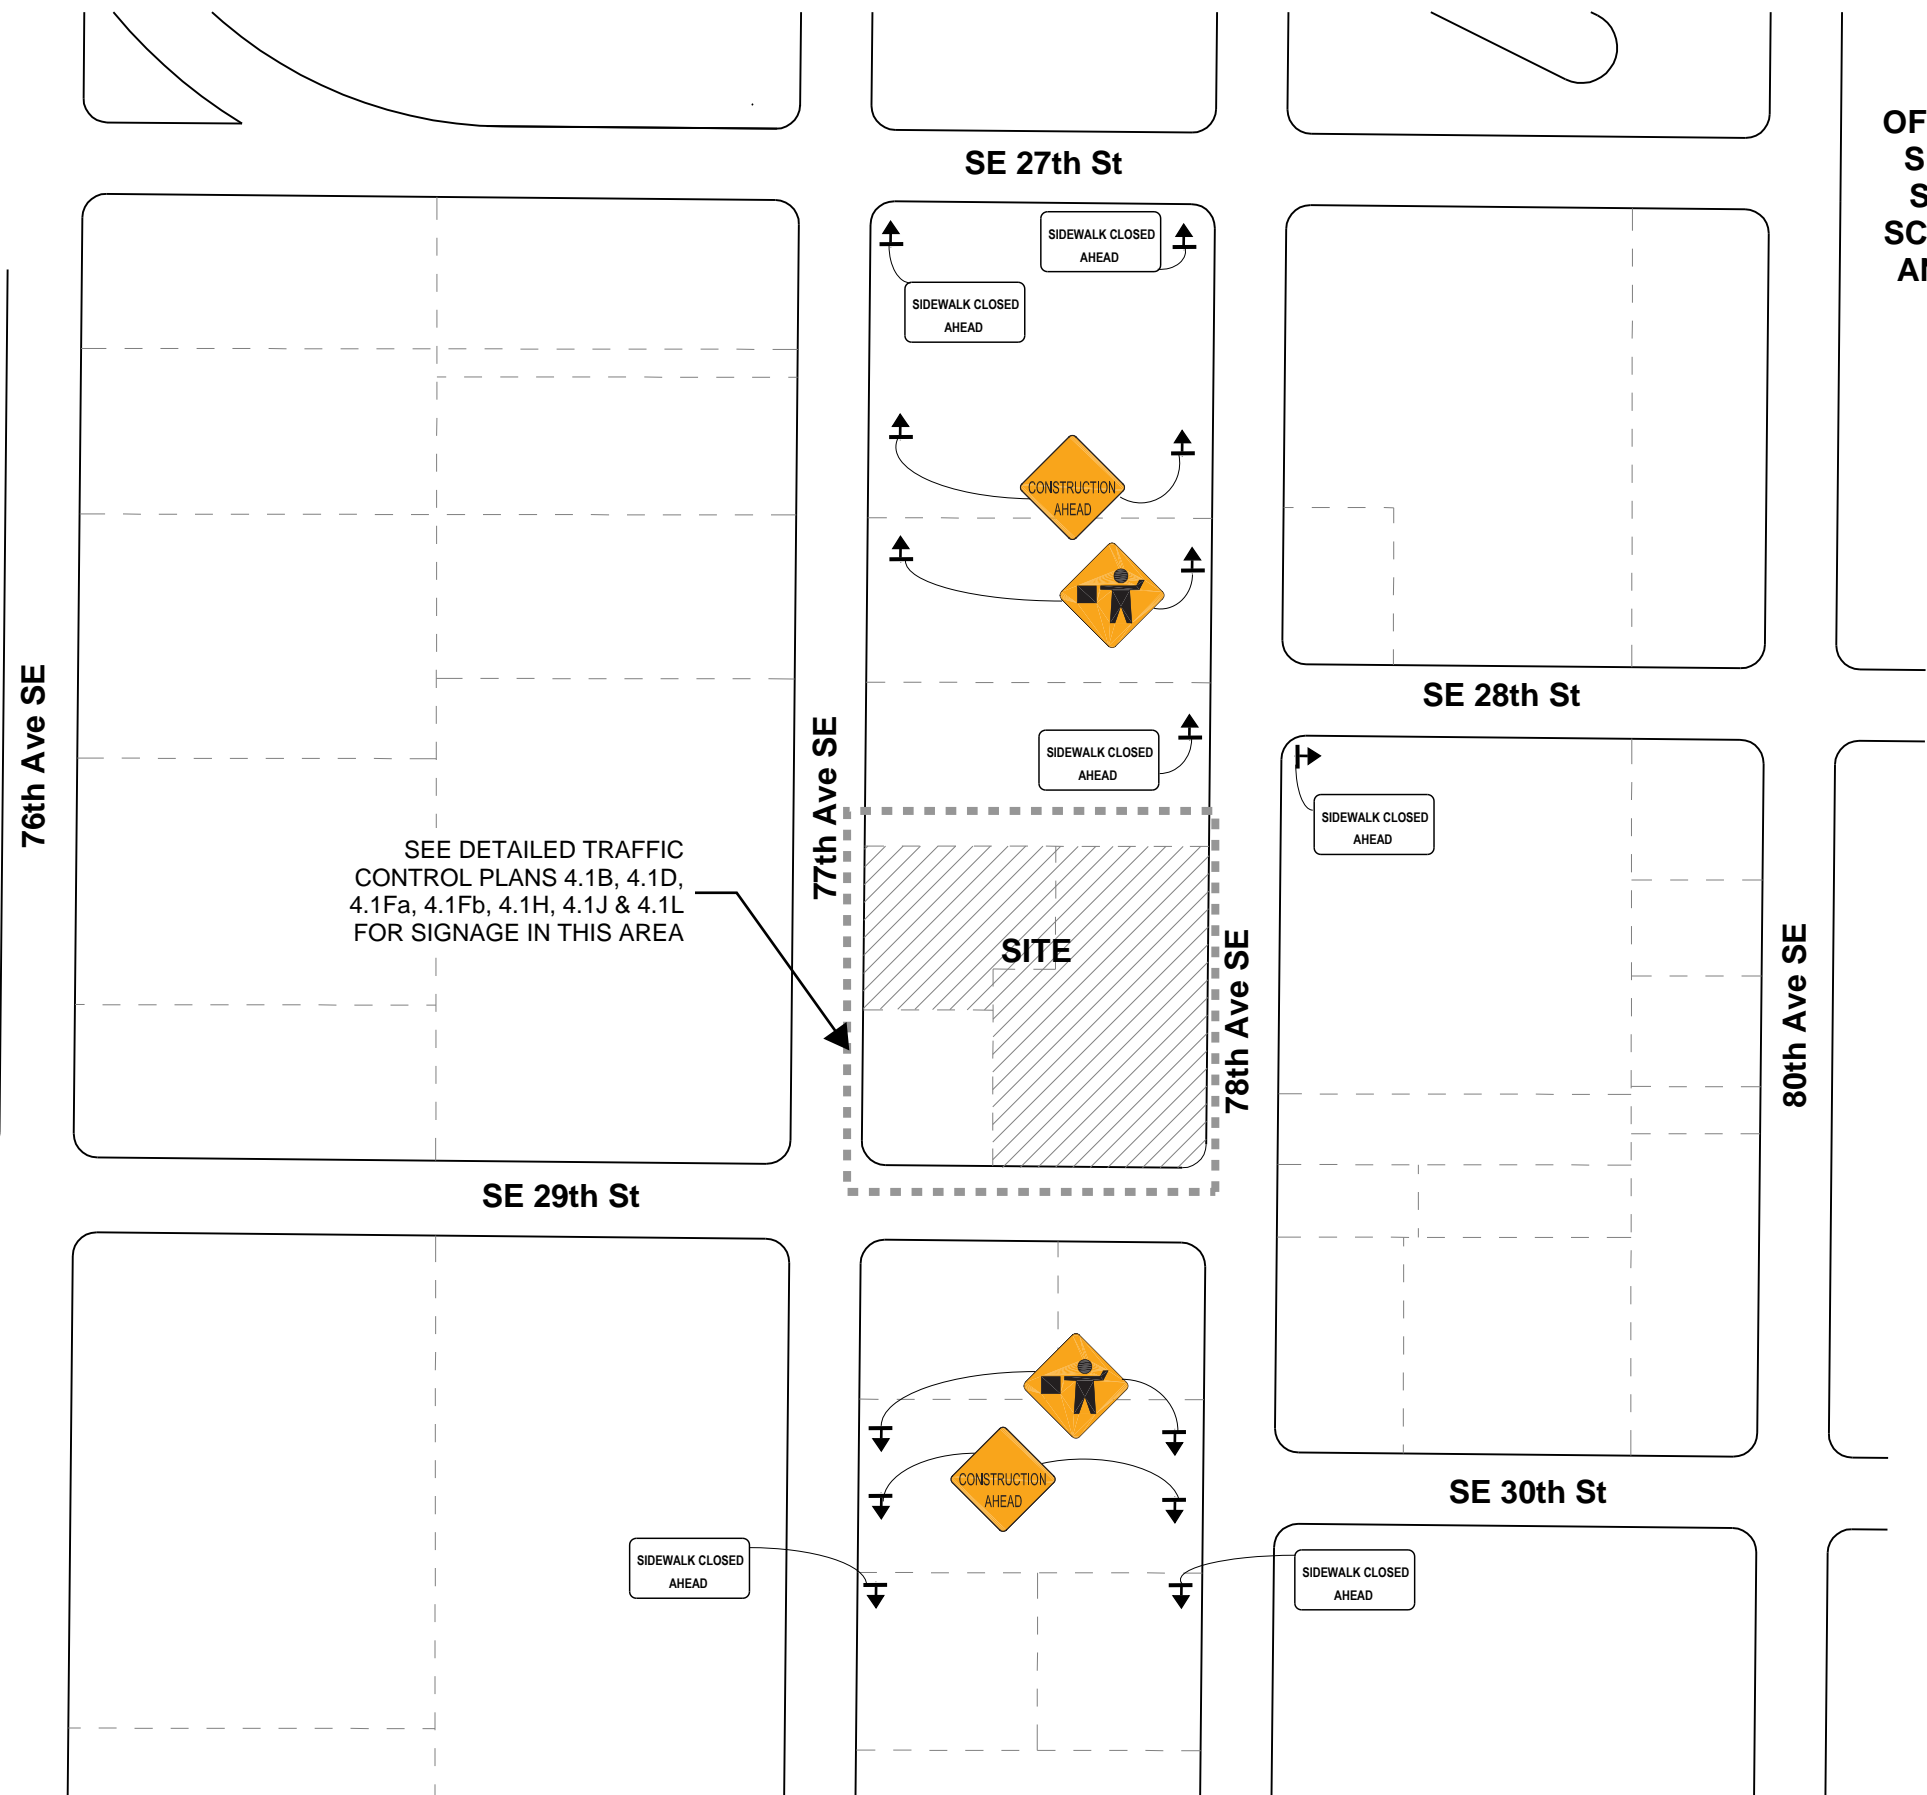 OF
S
S
SC
SE 27th St
SIDEWALK CLOSED
AHEAD
SIDEWALK CLOSED
AHEAD
CONSTRUCTION
AHEAD
76th Ave SE
77th Ave SE
SE 28th St
SIDEWALK CLOSED
AHEAD
SIDEWALK CLOSED
AHEAD
SEE DETAILED TRAFFIC
CONTROL PLANS 4.1B, 4.1D,
4.1Fa, 4.1Fb, 4.1H, 4.1J & 4.1L
FOR SIGNAGE IN THIS AREA
SITE
78th Ave SE
80th Ave SE
SE 29th St
CONSTRUCTION
AHEAD
SE 30th St
SIDEWALK CLOSED
AHEAD
SIDEWALK CLOSED
AHEAD